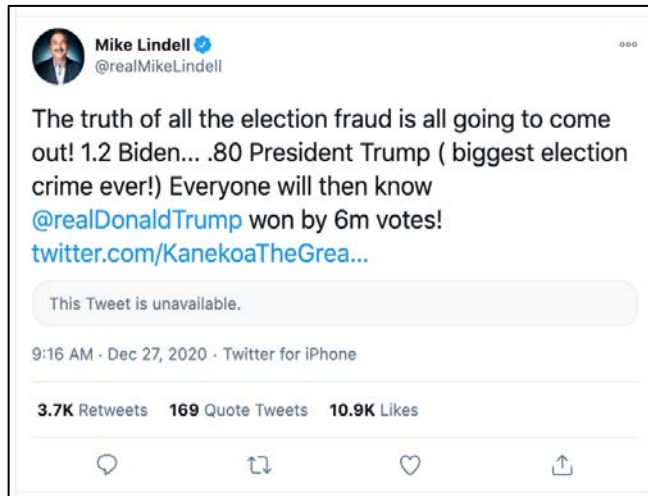 Mike Lindell
@realMikeLindell
The truth of all the election fraud is all going to come
out! 1.2 Biden... .80 President Trump ( biggest election
crime ever!) Everyone will then know
@realDonaldTrump won by 6m votes!
twitter.com/KanekoaTheGrea...
This Tweet is unavailable.
9:16 AM · Dec 27, 2020 · Twitter for iPhone
3.7K Retweets 169 Quote Tweets 10.9K Likes